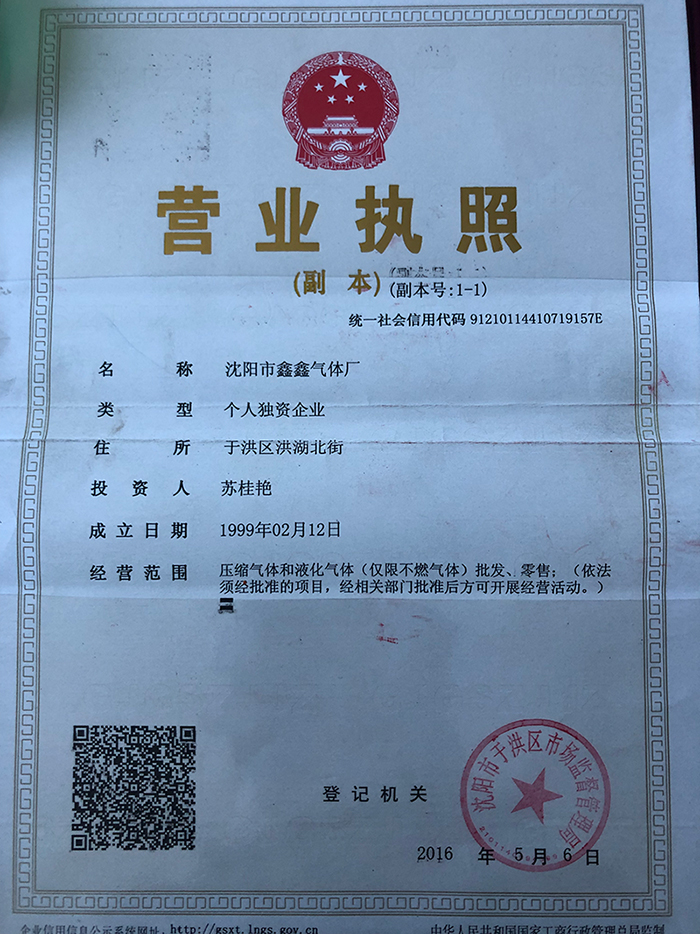 营业执照
(副 本) (副本号:1-1)
统一社会信用代码 91210114410719157E
名 称 沈阳市鑫鑫气体厂
类 型 个人独资企业
住 所 于洪区洪湖北街
投 资 人 苏桂艳
成 立 日 期 1999年02月12日
经 营 范 围 压缩气体和液化气体（仅限不燃气体）批发、零售；（依法
须经批准的项目，经相关部门批准后方可开展经营活动。）
登 记 机 关
沈阳市于洪区市场监督管理局
2016 年 5 月 6 日
企业信用信息公示系统网址: http://gsxt.lngs.gov.cn
中华人民共和国国家工商行政管理总局监制